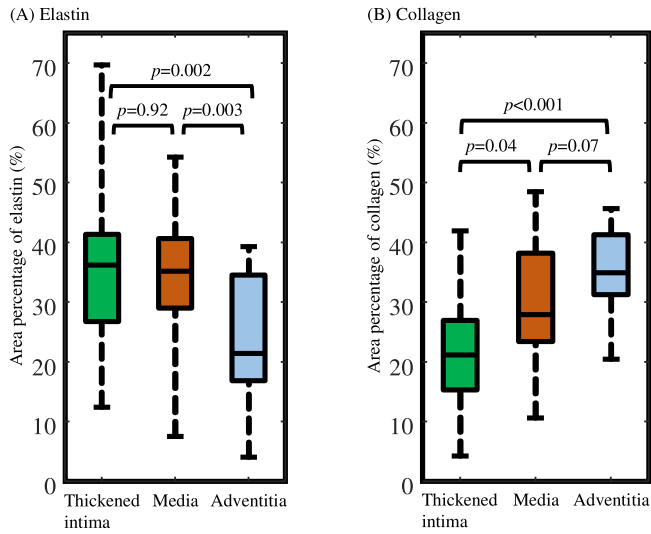 (A) Elastin
Area percentage of elastin (%)
70
60
50
40
30
20
10
0
p=0.002
p=0.92
p=0.003
Thickened intima
Media
Adventitia
(B) Collagen
Area percentage of collagen (%)
70
60
50
40
30
20
10
0
p<0.001
p=0.04
p=0.07
Thickened
intima
Media
Adventitia